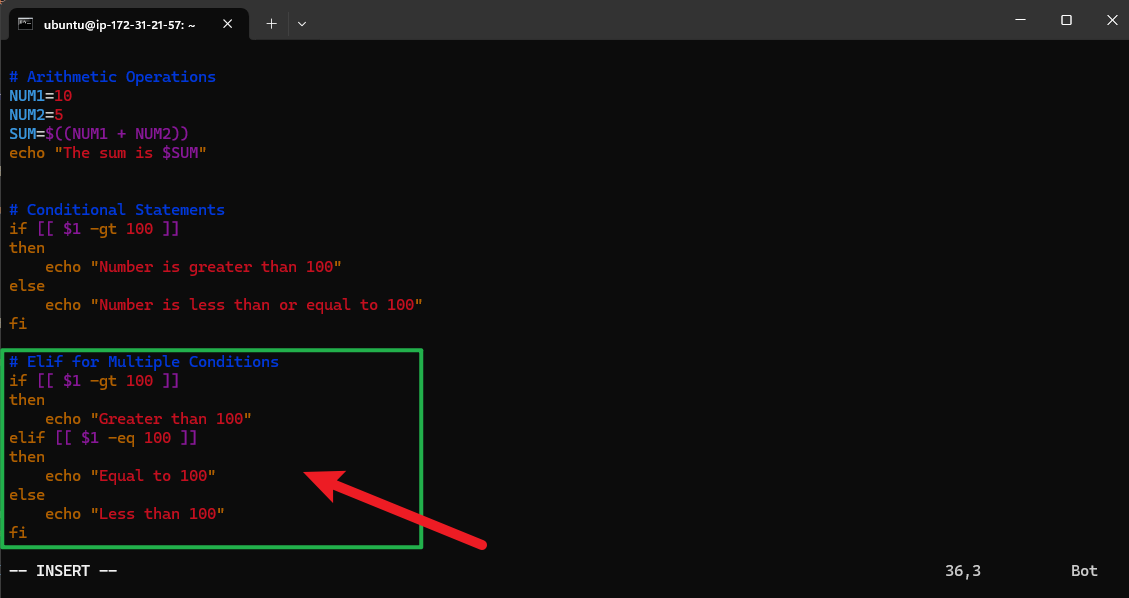 ubuntu@ip-172-31-21-57: ~
# Arithmetic Operations
NUM1=10
NUM2=5
SUM=$((NUM1 + NUM2))
echo "The sum is $SUM"
# Conditional Statements
if [[ $1 -gt 100 ]]
then
    echo "Number is greater than 100"
else
    echo "Number is less than or equal to 100"
fi
# Elif for Multiple Conditions
if [[ $1 -gt 100 ]]
then
    echo "Greater than 100"
elif [[ $1 -eq 100 ]]
then
    echo "Equal to 100"
else
    echo "Less than 100"
fi
-- INSERT -- 36,3 Bot